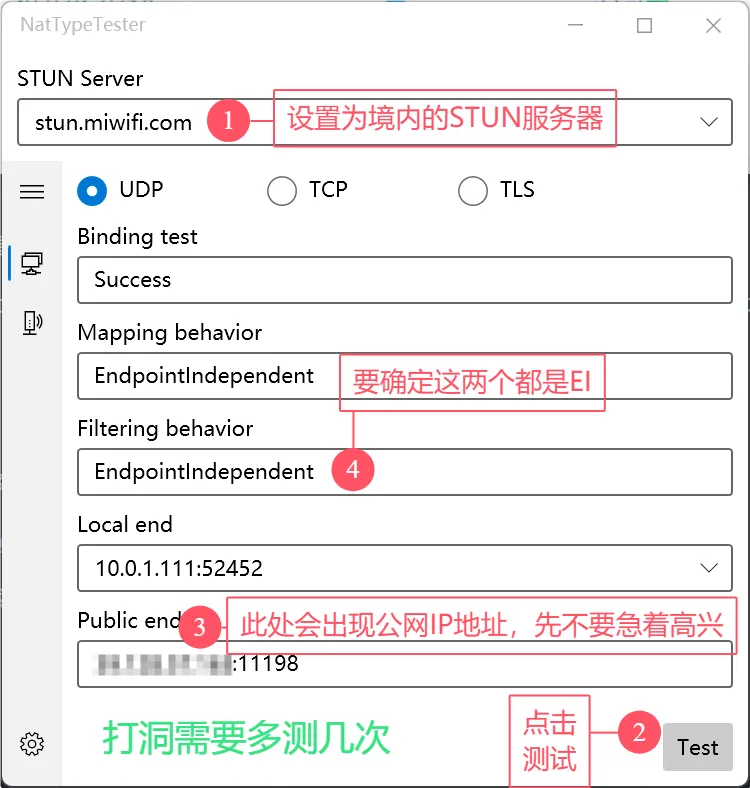 NatTypeTester
STUN Server
stun.miwifi.com
1
设置为境内的STUN服务器
UDP
TCP
TLS
Binding test
Success
Mapping behavior
EndpointIndependent
要确定这两个都是EI
Filtering behavior
EndpointIndependent
4
Local end
10.0.1.111:52452
Public end
3
此处会出现公网IP地址，先不要急着高兴
:11198
打洞需要多测几次
点击
测试
2
Test